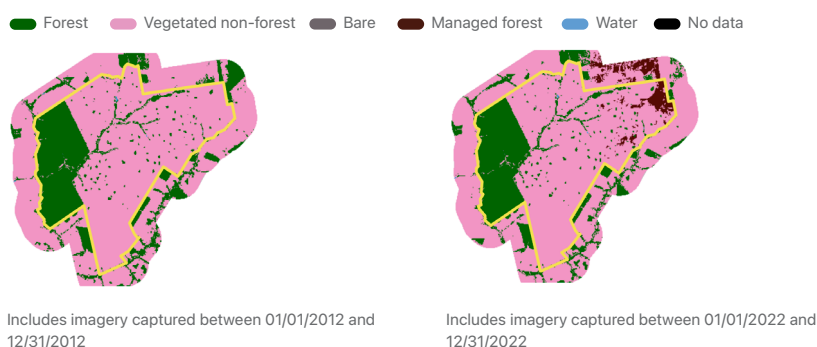 Forest Vegetated non-forest Bare Managed forest Water No data
Includes imagery captured between 01/01/2012 and
12/31/2012
Includes imagery captured between 01/01/2022 and
12/31/2022